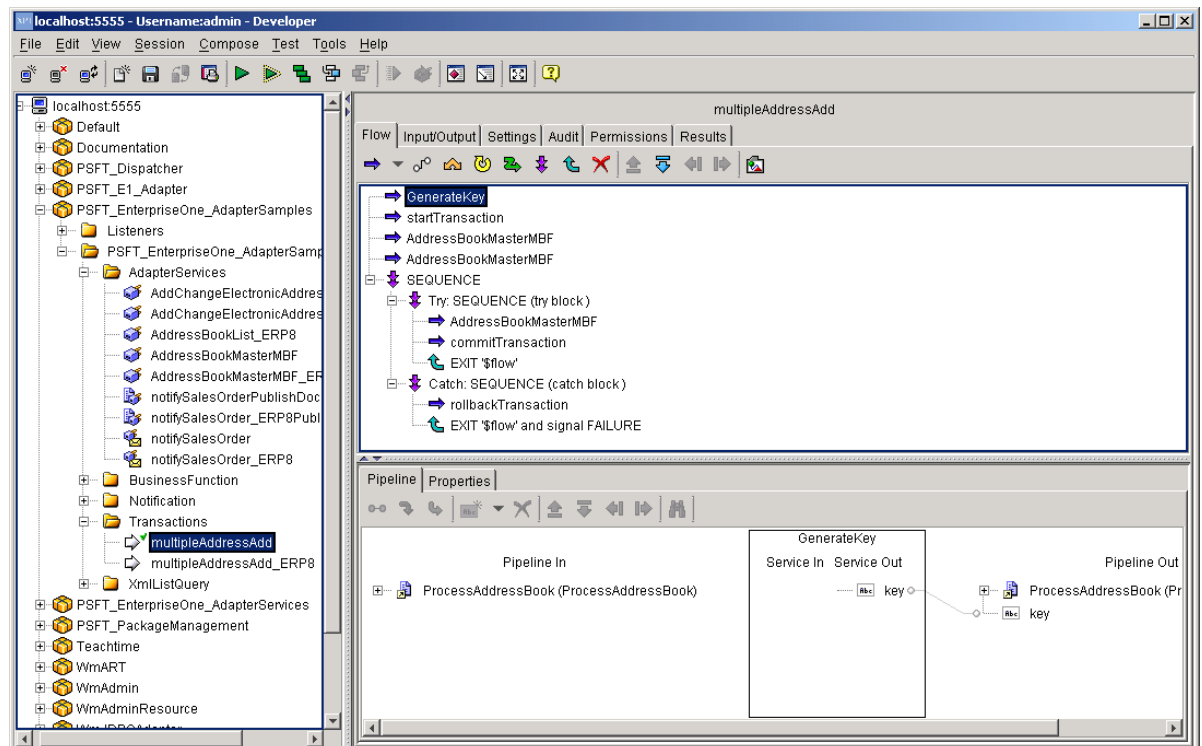 localhost:5555 - Username:admin - Developer
File Edit View Session Compose Test Tools Help
localhost:5555
Default
Documentation
PSFT_Dispatcher
PSFT_E1_Adapter
PSFT_EnterpriseOne_AdapterSamples
Listeners
PSFT_EnterpriseOne_AdapterSamp
AdapterServices
AddChangeElectronicAddres
AddChangeElectronicAddres
AddressBookList_ERP8
AddressBookMasterMBF
AddressBookMasterMBF_ER
notifySalesOrderPublishDoc
notifySalesOrder_ERP8Publ
notifySalesOrder
notifySalesOrder_ERP8
BusinessFunction
Notification
Transactions
multipleAddressAdd
multipleAddressAdd_ERP8
XmlListQuery
PSFT_EnterpriseOne_AdapterServices
PSFT_PackageManagement
Teachtime
WmART
WmAdmin
WmAdminResource
multipleAddressAdd
Flow Input/Output Settings Audit Permissions Results
GenerateKey
startTransaction
AddressBookMasterMBF
AddressBookMasterMBF
SEQUENCE
Try: SEQUENCE (try block)
AddressBookMasterMBF
commitTransaction
EXIT '$flow'
Catch: SEQUENCE (catch block)
rollbackTransaction
EXIT '$flow' and signal FAILURE
Pipeline Properties
GenerateKey
Pipeline In Service In Service Out Pipeline Out
ProcessAddressBook (ProcessAddressBook) Abc key ProcessAddressBook (Pr
Abc key